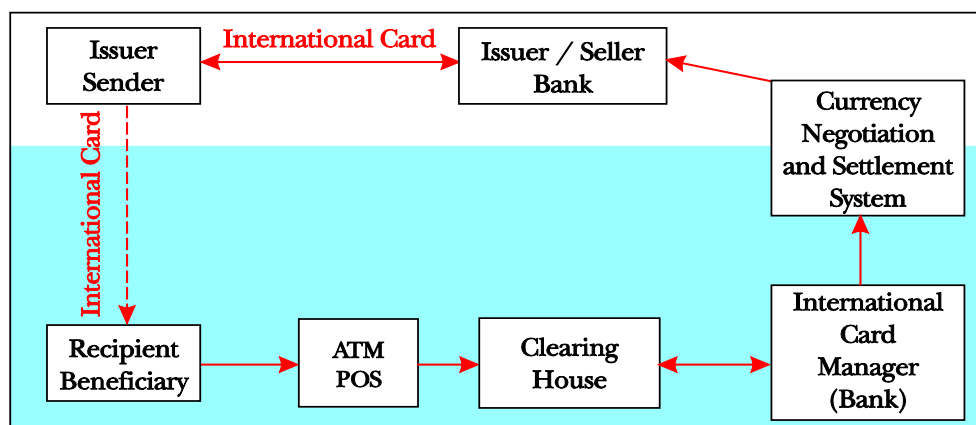 Issuer
Sender
International Card
Issuer / Seller
Bank
Currency
Negotiation
and Settlement
System
International Card
Recipient
Beneficiary
ATM
POS
Clearing
House
International
Card
Manager
(Bank)